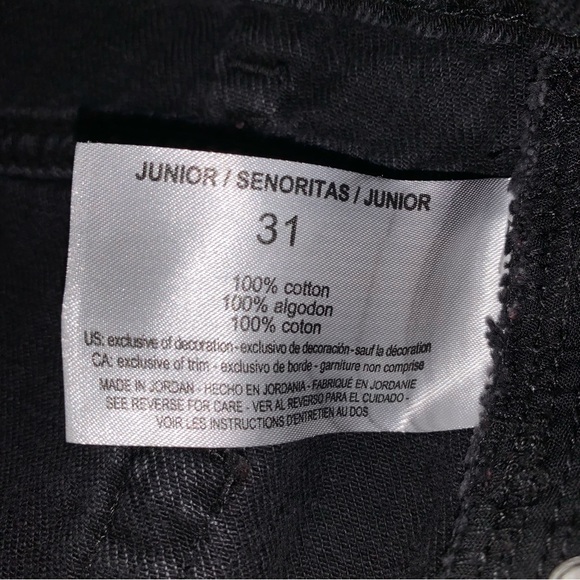 JUNIOR / SENORITAS / JUNIOR
31
100% cotton
100% algodon
100% coton
US: exclusive of decoration - exclusivo de decoración - sauf la décoration
CA: exclusive of trim - exclusivo de borde - garniture non comprise
MADE IN JORDAN - HECHO EN JORDANIA - FABRIQUÉ EN JORDANIE
SEE REVERSE FOR CARE - VER AL REVERSO PARA EL CUIDADO -
VOIR LES INSTRUCTIONS D'ENTRETIEN AU DOS